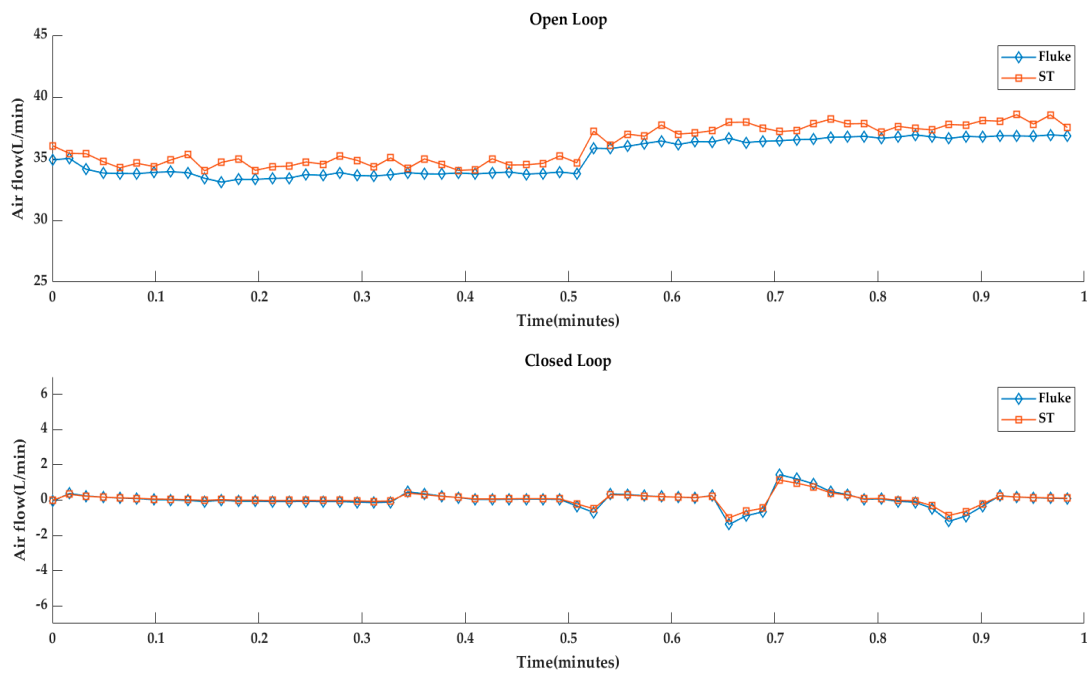 Open Loop
45
40
35
30
25
Air flow(L/min)
Fluke
ST
0 0.1 0.2 0.3 0.4 0.5 0.6 0.7 0.8 0.9 1
Time(minutes)
Closed Loop
6
4
2
0
-2
-4
-6
Air flow(L/min)
Fluke
ST
0 0.1 0.2 0.3 0.4 0.5 0.6 0.7 0.8 0.9 1
Time(minutes)